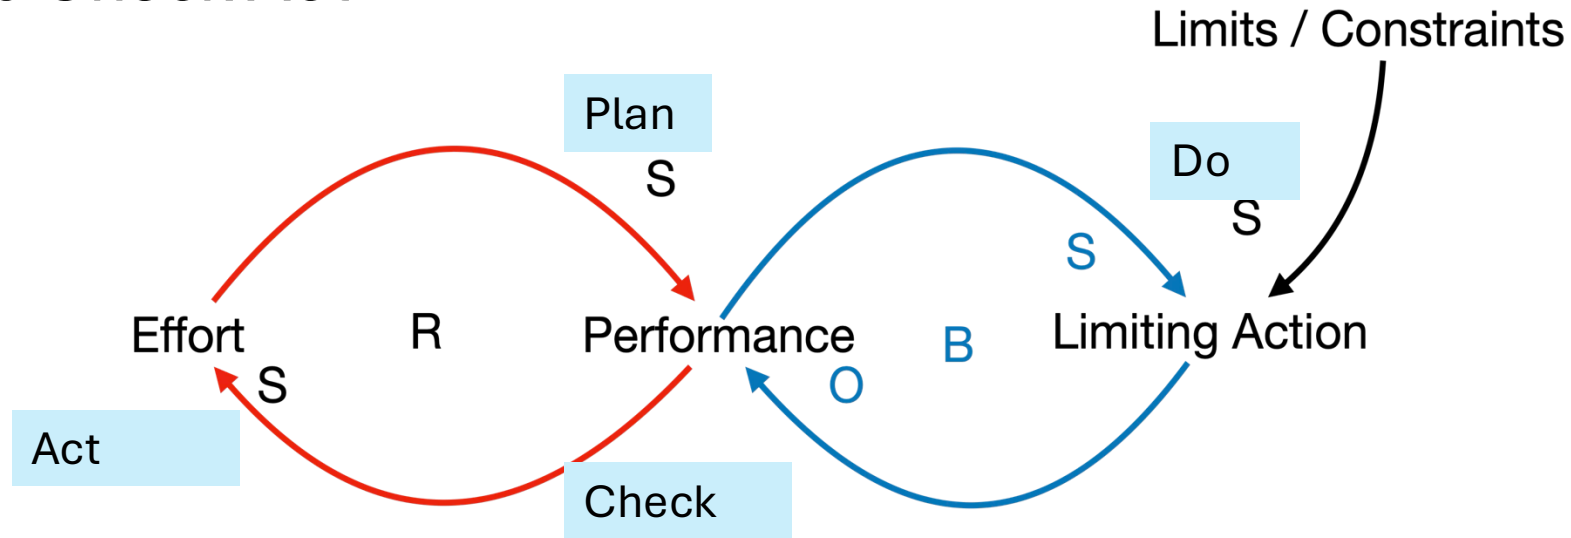 Limits / Constraints
Plan
Do
S
S
S
Effort
R
Performance
B
Limiting Action
S
O
Act
Check